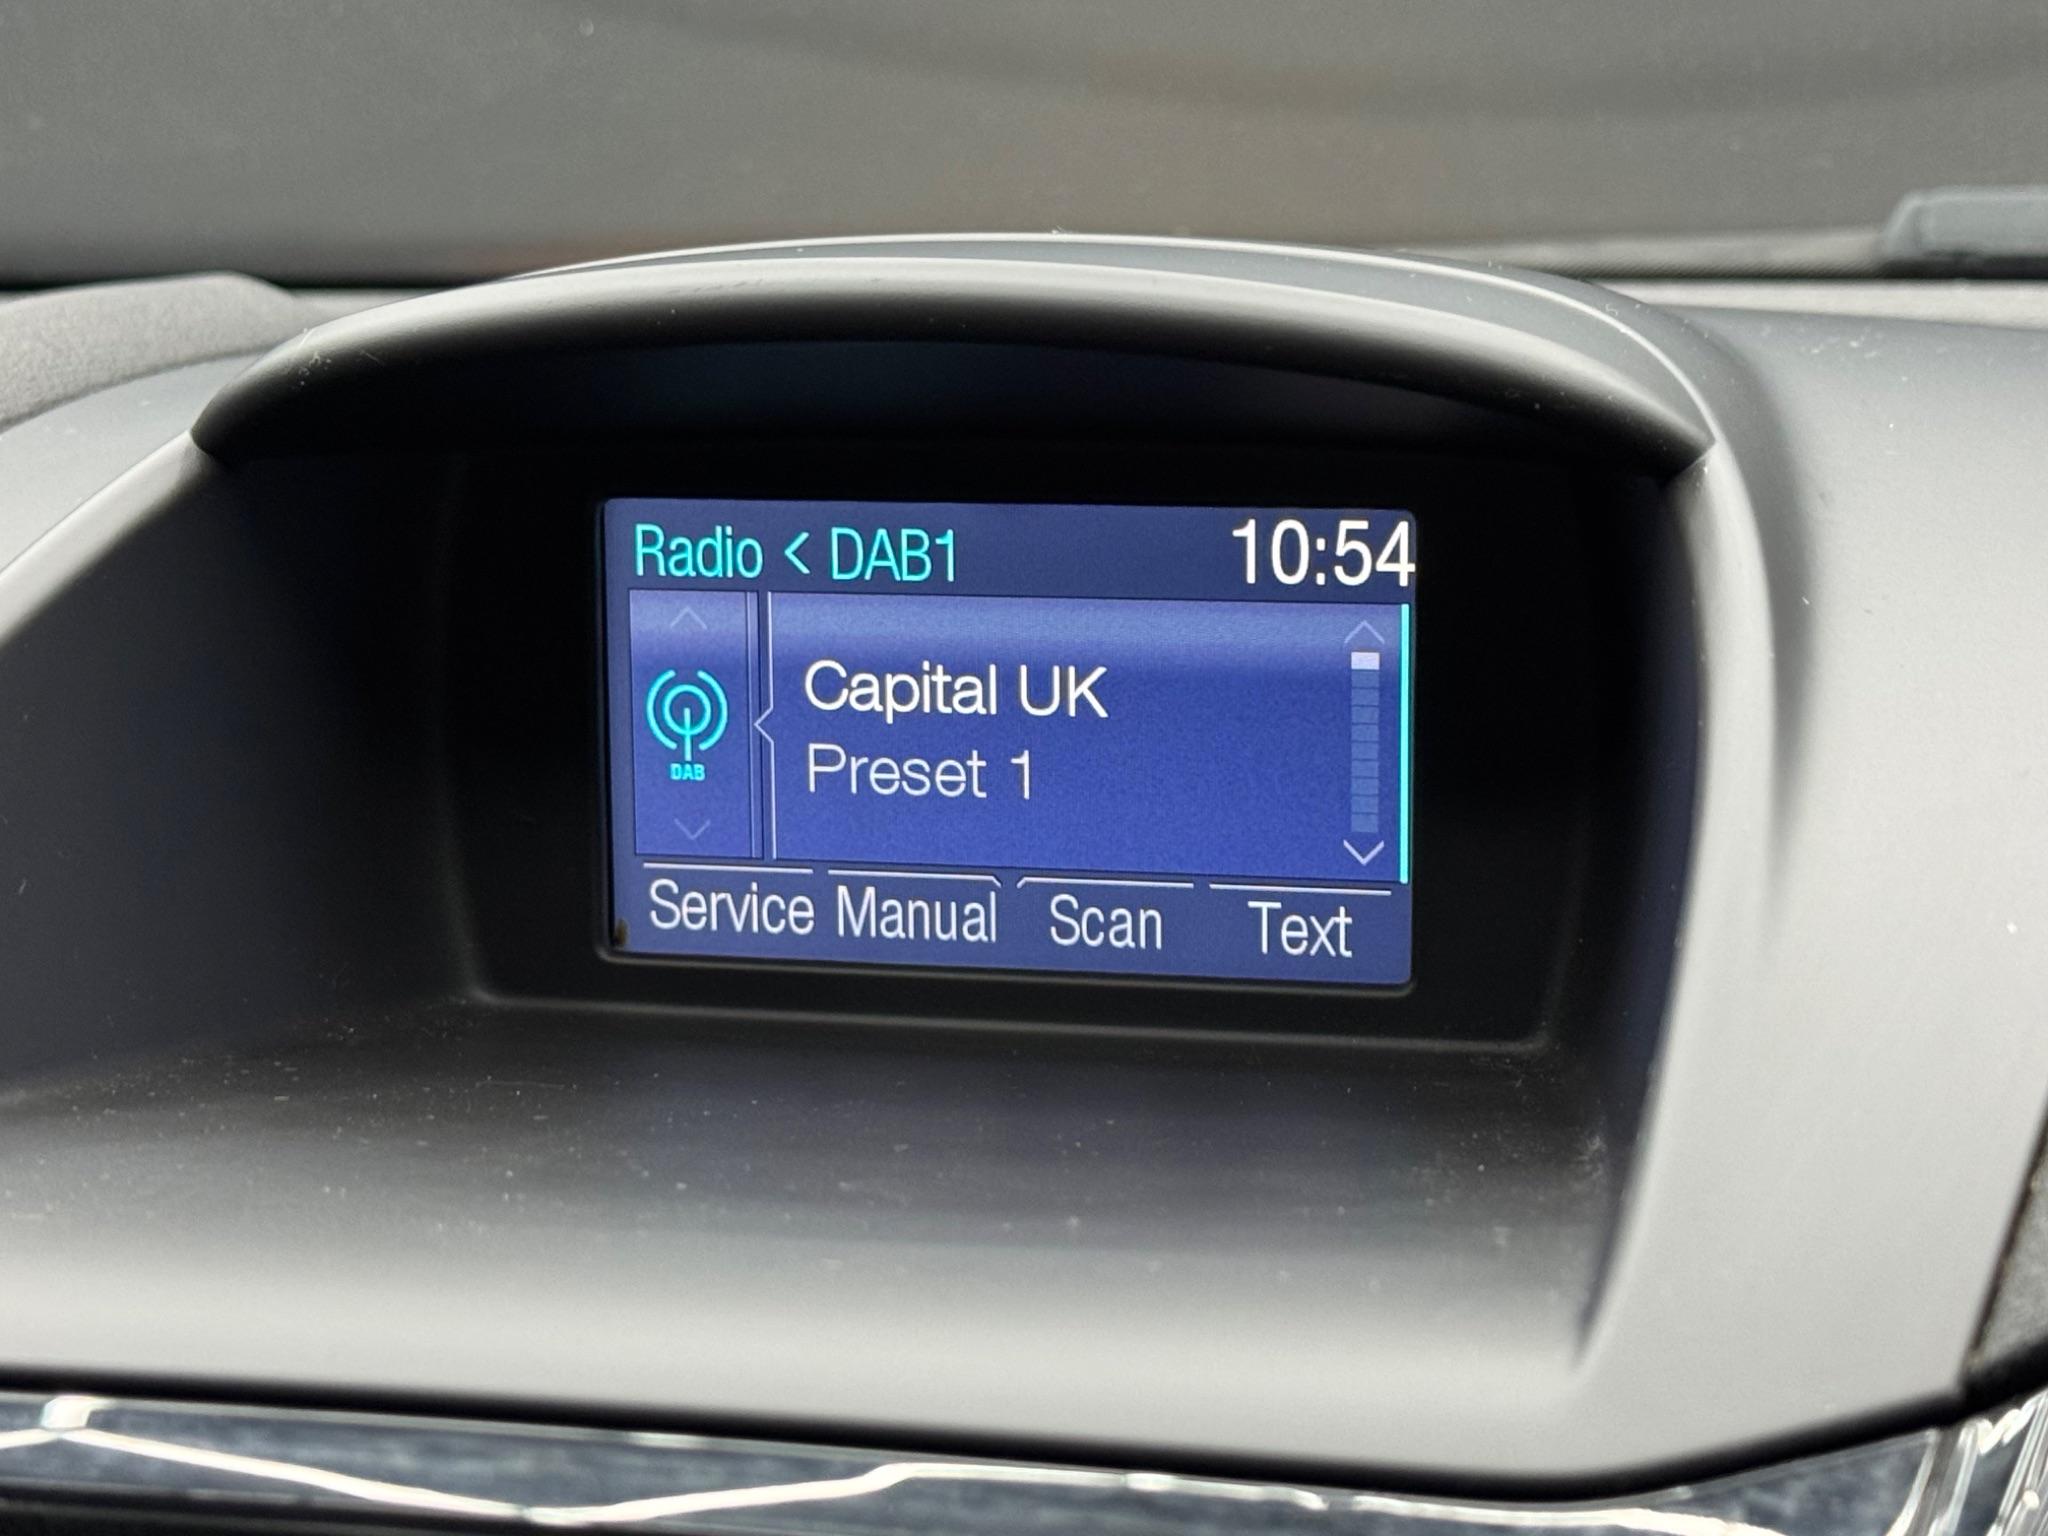 Radio < DAB1 10:54
Capital UK
Preset 1
DAB
Service Manual Scan Text